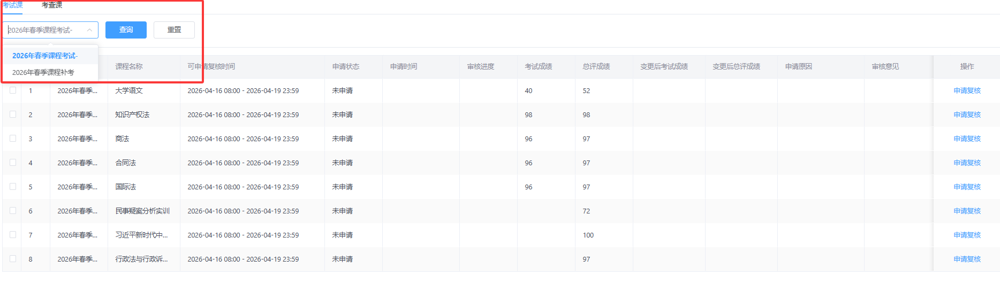 考试课 考查课
2026年春季课程考试- 查询 重置
2026年春季课程考试-
2026年春季课程补考
课程名称 可申请复核时间 申请状态 申请时间 审核进度 考试成绩 总评成绩 变更后考试成绩 变更后总评成绩 申请原因 审核意见 操作
1 2026年春季... 大学语文 2026-04-16 08:00 - 2026-04-19 23:59 未申请 40 52 申请复核
2 2026年春季... 知识产权法 2026-04-16 08:00 - 2026-04-19 23:59 未申请 98 98 申请复核
3 2026年春季... 商法 2026-04-16 08:00 - 2026-04-19 23:59 未申请 96 97 申请复核
4 2026年春季... 合同法 2026-04-16 08:00 - 2026-04-19 23:59 未申请 96 97 申请复核
5 2026年春季... 国际法 2026-04-16 08:00 - 2026-04-19 23:59 未申请 96 97 申请复核
6 2026年春季... 民事疑案分析实训 2026-04-16 08:00 - 2026-04-19 23:59 未申请 72 申请复核
7 2026年春季... 习近平新时代中... 2026-04-16 08:00 - 2026-04-19 23:59 未申请 100 申请复核
8 2026年春季... 行政法与行政诉... 2026-04-16 08:00 - 2026-04-19 23:59 未申请 97 申请复核